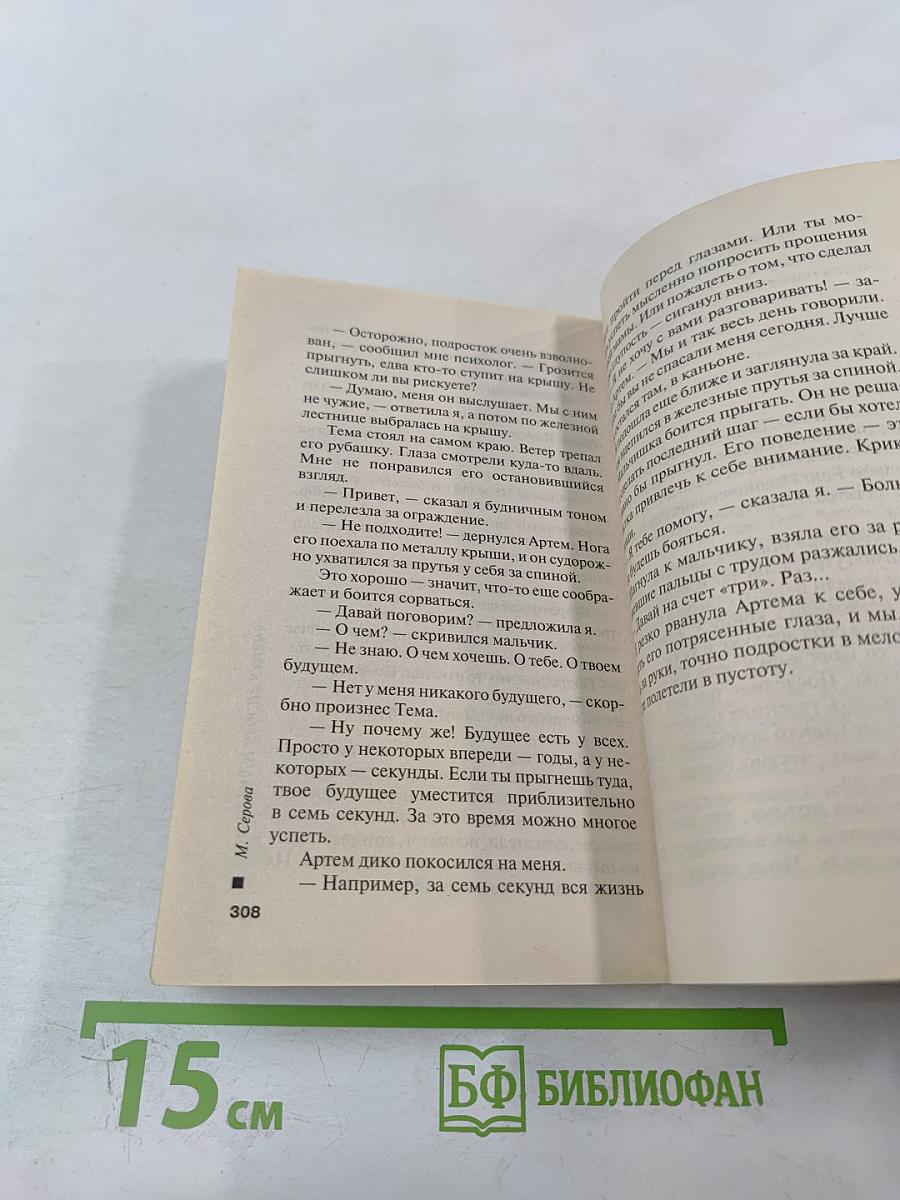 — Осторожно, подросток очень взволно-
ван, — сообщил мне психолог. — Грозится
прыгнуть, едва кто-то ступит на крышу. Не
слишком ли вы рискуете?
— Думаю, меня он выслушает. Мы с ним
не чужие, — ответила я, а потом по железной
лестнице выбралась на крышу.
Тема стоял на самом краю. Ветер трепал
его рубашку. Глаза смотрели куда-то вдаль.
Мне не понравился его остановившийся
взгляд.
— Привет, — сказал я будничным тоном
и перелезла за ограждение.
— Не подходите! — дернулся Артем. Нога
его поехала по металлу крыши, и он судорож-
но ухватился за прутья у себя за спиной.
Это хорошо — значит, что-то еще сообра-
жает и боится сорваться.
— Давай поговорим? — предложила я.
— О чем? — скривился мальчик.
— Не знаю. О чем хочешь. О тебе. О твоем
будущем.
— Нет у меня никакого будущего, — скор-
бно произнес Тема.
— Ну почему же! Будущее есть у всех.
Просто у некоторых впереди — годы, а у не-
которых — секунды. Если ты прыгнешь туда,
твое будущее уместится приблизительно
в семь секунд. За это время можно многое
успеть.
Артем дико покосился на меня.
— Например, за семь секунд вся жизнь
М. Серова
308
пройти перед глазами. Или ты мо-
мысленно попросить прощения
мамы. Или пожалеть о том, что сделал
— сиганул вниз.
не хочу с вами разговаривать! — за-
Артем. — Мы и так весь день говорили.
бы вы не спасали меня сегодня. Лучше
там, в каньоне.
еще ближе и заглянула за край.
в железные прутья за спиной.
боится прыгать. Он не реша-
последний шаг — если бы хотел
бы прыгнул. Его поведение —
привлечь к себе внимание. Крик
тебе помогу, — сказала я. —
бояться.
к мальчику, взяла его за
пальцы с трудом разжались.
Давай на счет «три». Раз...
резко рванула Артема к себе,
его потрясенные глаза, и мы,
за руки, точно подростки в
полетели в пустоту.
15 см
БФ БИБЛИОФАН